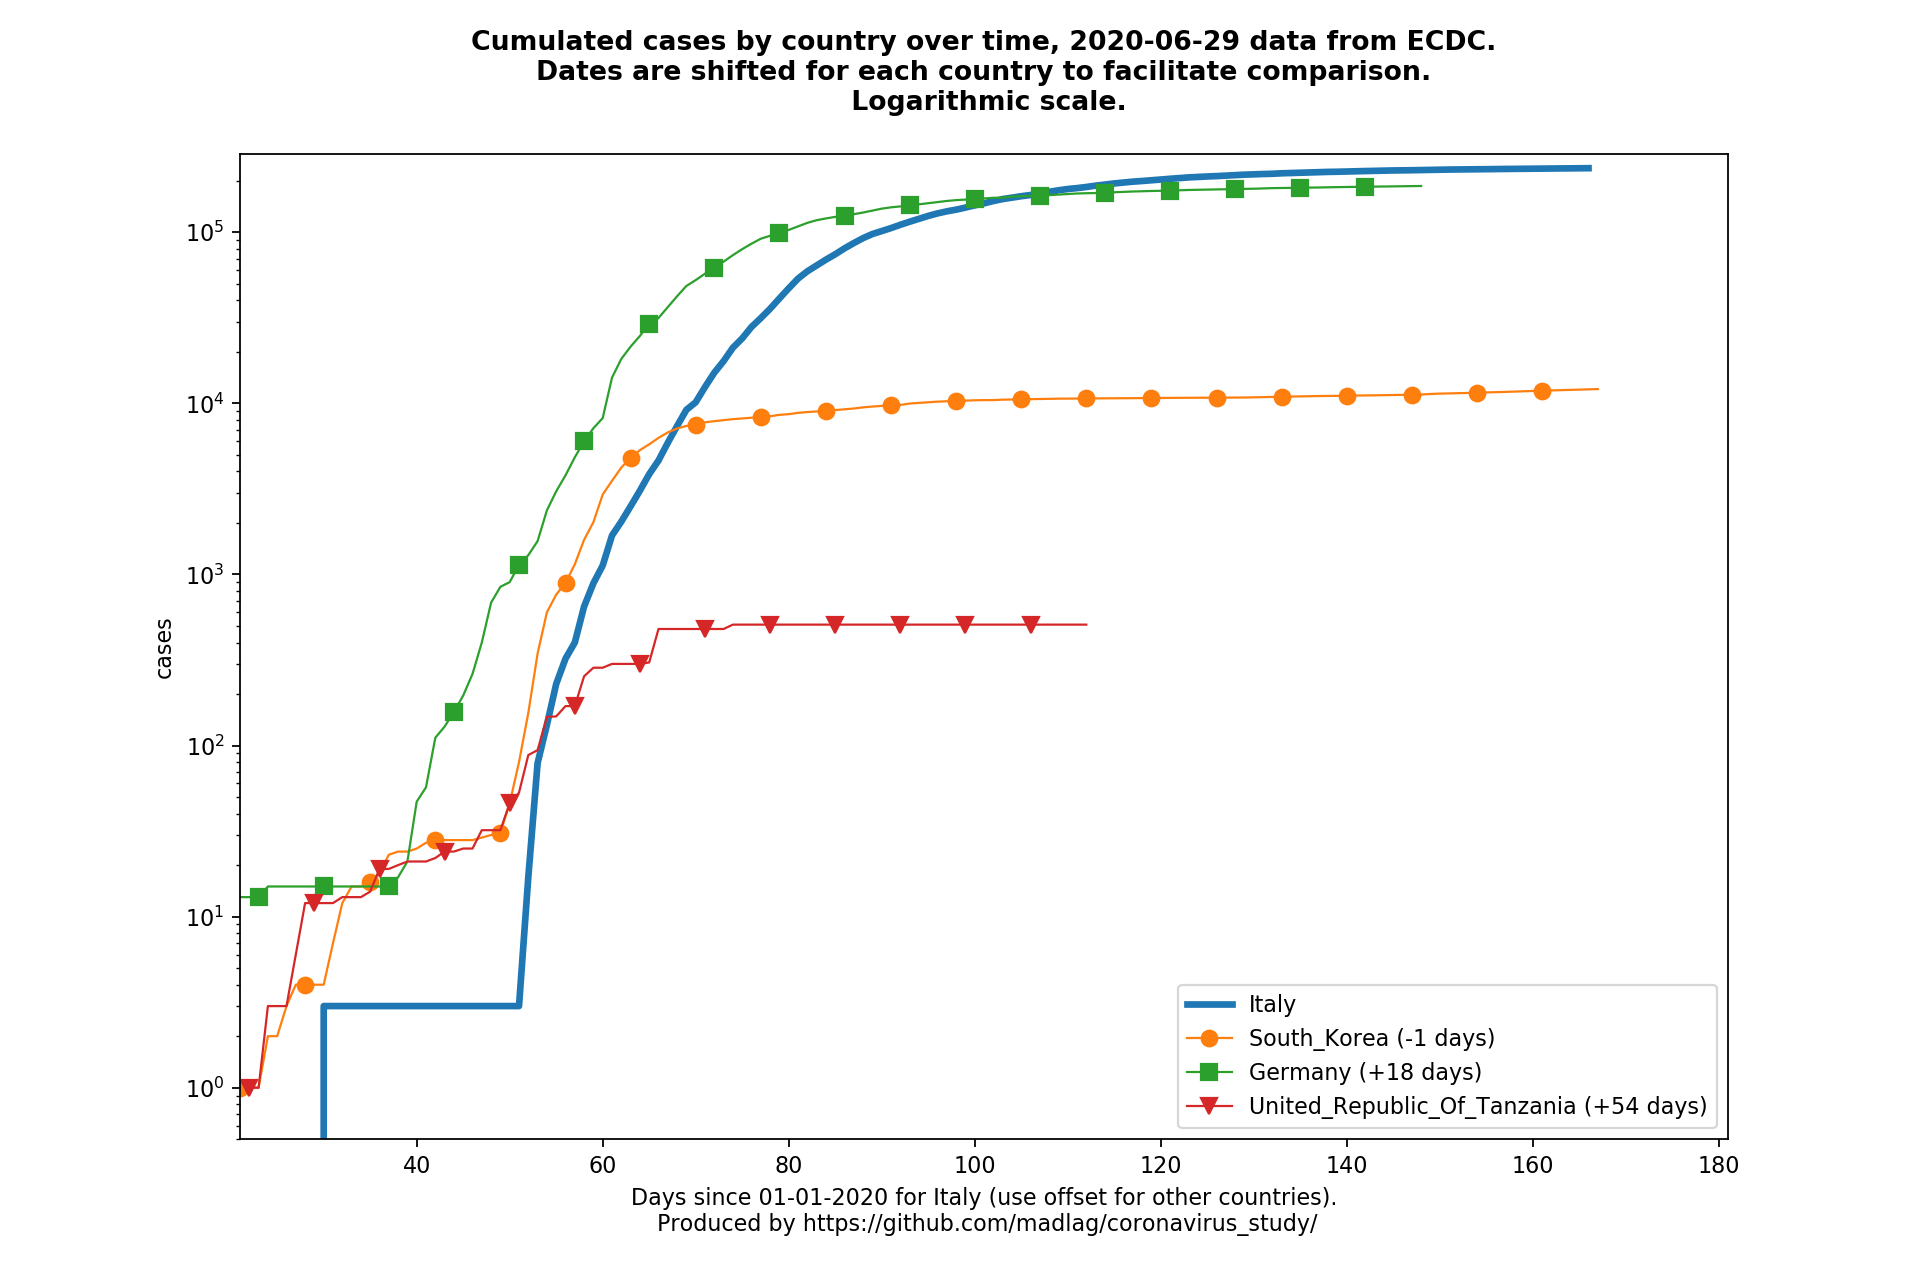 Cumulated cases by country over time, 2020-06-29 data from ECDC.
Dates are shifted for each country to facilitate comparison.
Logarithmic scale.
cases
10^5
10^4
10^3
10^2
10^1
10^0
Italy
South_Korea (-1 days)
Germany (+18 days)
United_Republic_Of_Tanzania (+54 days)
40 60 80 100 120 140 160 180
Days since 01-01-2020 for Italy (use offset for other countries).
Produced by https://github.com/madlag/coronavirus_study/